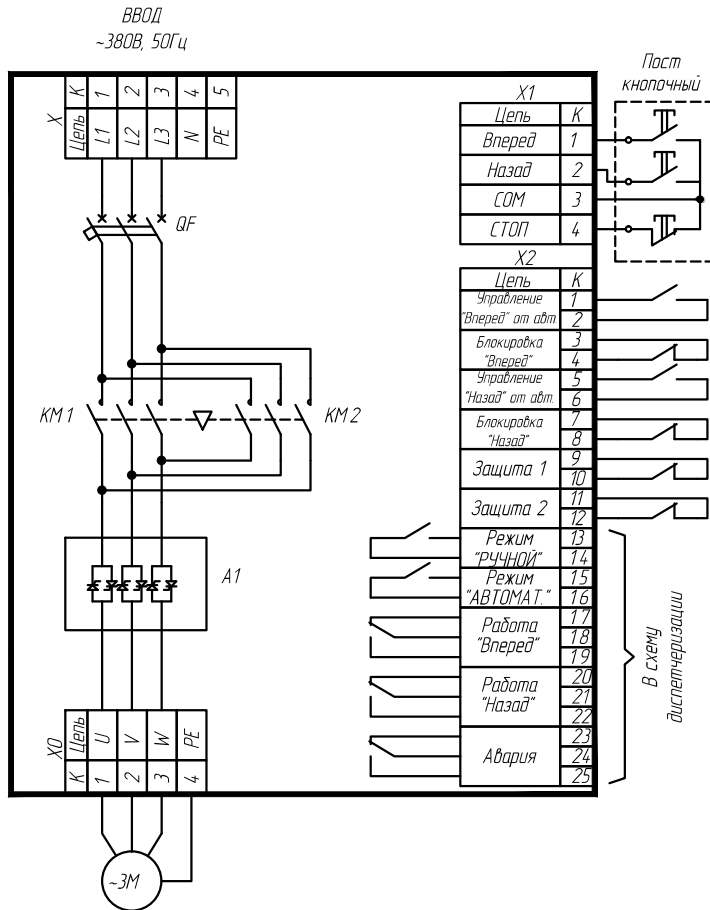 ВВОД
~380В, 50Гц
X
К 1 2 3 4 5
Цепь L1 L2 L3 N PE
QF
KM1
KM2
A1
XO
Цепь U V W PE
К 1 2 3 4
~3М
Пост
кнопочный
X1
Цепь К
Вперед 1
Назад 2
COM 3
СТОП 4
X2
Цепь К
Управление
"Вперед" от авт.
1
2
Блокировка
"Вперед"
3
4
Управление
"Назад" от авт.
5
6
Блокировка
"Назад"
7
8
Защита 1
9
10
Защита 2
11
12
Режим
"РУЧНОЙ"
13
14
Режим
"АВТОМАТ."
15
16
Работа
"Вперед"
17
18
19
Работа
"Назад"
20
21
22
Авария
23
24
25
В схему
диспетчеризации